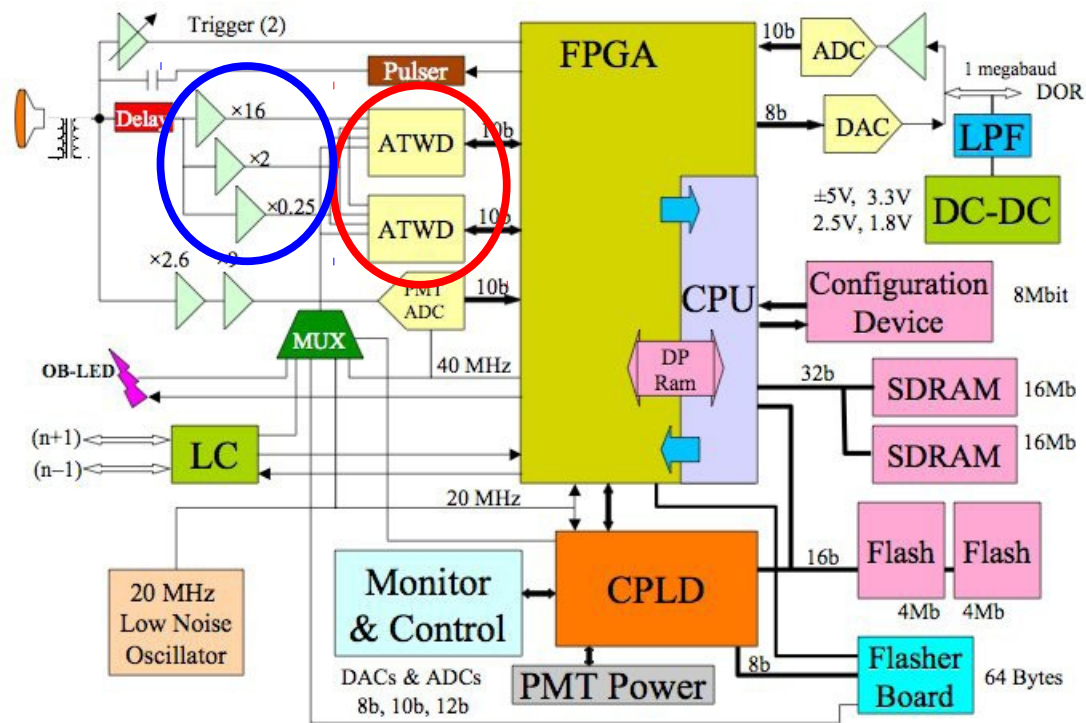 Trigger (2)
FPGA
10b
ADC
1 megabaud
DOR
Pulser
Delay
×16
ATWD
10b
8b
DAC
LPF
×2
×0.25
ATWD
10b
±5V, 3.3V
2.5V, 1.8V
DC-DC
×2.6
×9
PMT
ADC
10b
CPU
Configuration
Device
8Mbit
MUX
OB-LED
40 MHz
DP
Ram
32b
SDRAM
16Mb
(n+1)
(n−1)
LC
SDRAM
16Mb
20 MHz
20 MHz
Low Noise
Oscillator
Monitor
& Control
CPLD
16b
Flash
Flash
4Mb
4Mb
DACs & ADCs
8b, 10b, 12b
PMT Power
8b
Flasher
Board
64 Bytes